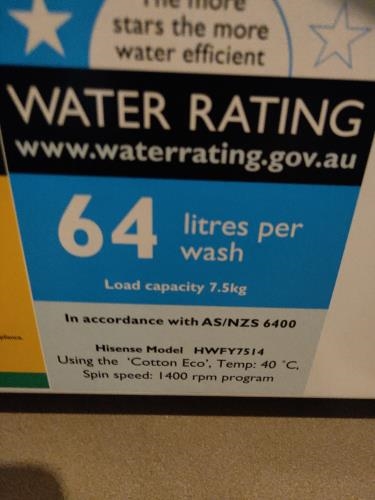 The more
stars the more
water efficient
WATER RATING
www.waterrating.gov.au
64 litres per
wash
Load capacity 7.5kg
In accordance with AS/NZS 6400
Hisense Model HWFY7514
Using the 'Cotton Eco', Temp: 40 °C,
Spin speed: 1400 rpm program